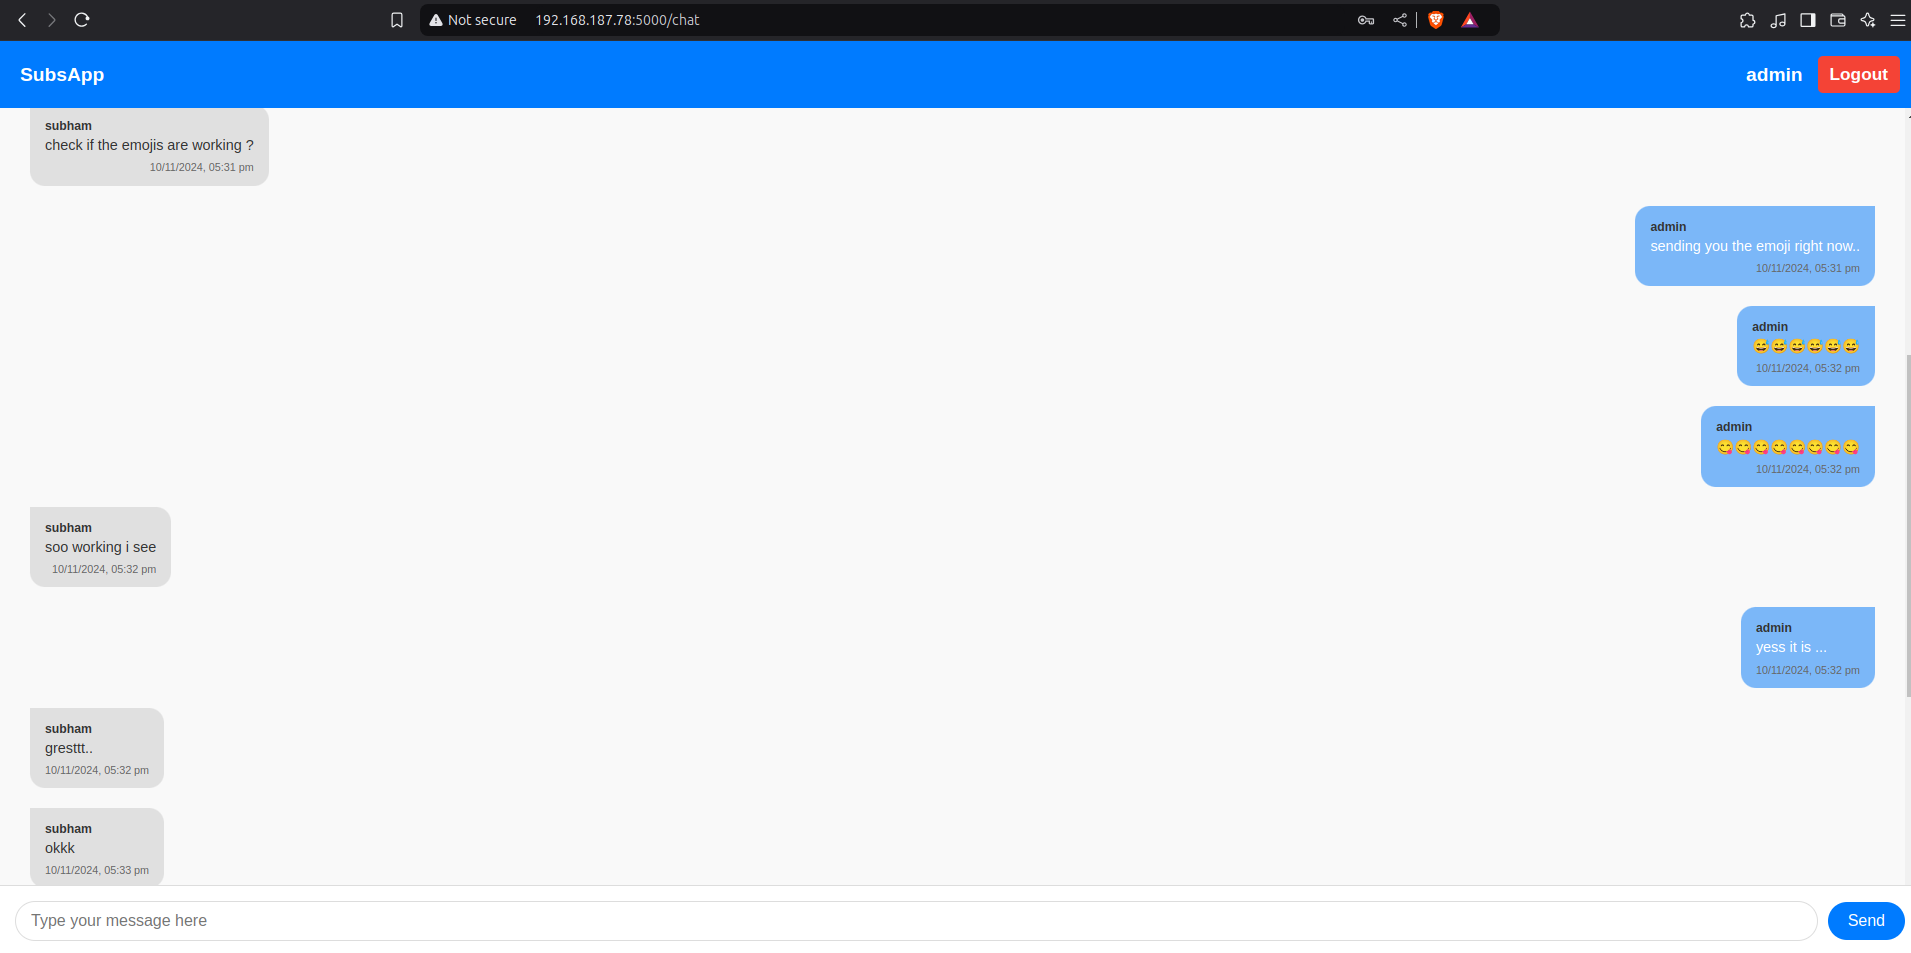 Not secure 192.168.187.78:5000/chat
SubsApp
admin
Logout
subham
check if the emojis are working ?
10/11/2024, 05:31 pm
admin
sending you the emoji right now..
10/11/2024, 05:31 pm
admin
😅😅😅😅😅😅
10/11/2024, 05:32 pm
admin
😋😋😋😋😋😋😋😋
10/11/2024, 05:32 pm
subham
soo working i see
10/11/2024, 05:32 pm
admin
yess it is ...
10/11/2024, 05:32 pm
subham
gresttt..
10/11/2024, 05:32 pm
subham
okkk
10/11/2024, 05:33 pm
Type your message here
Send